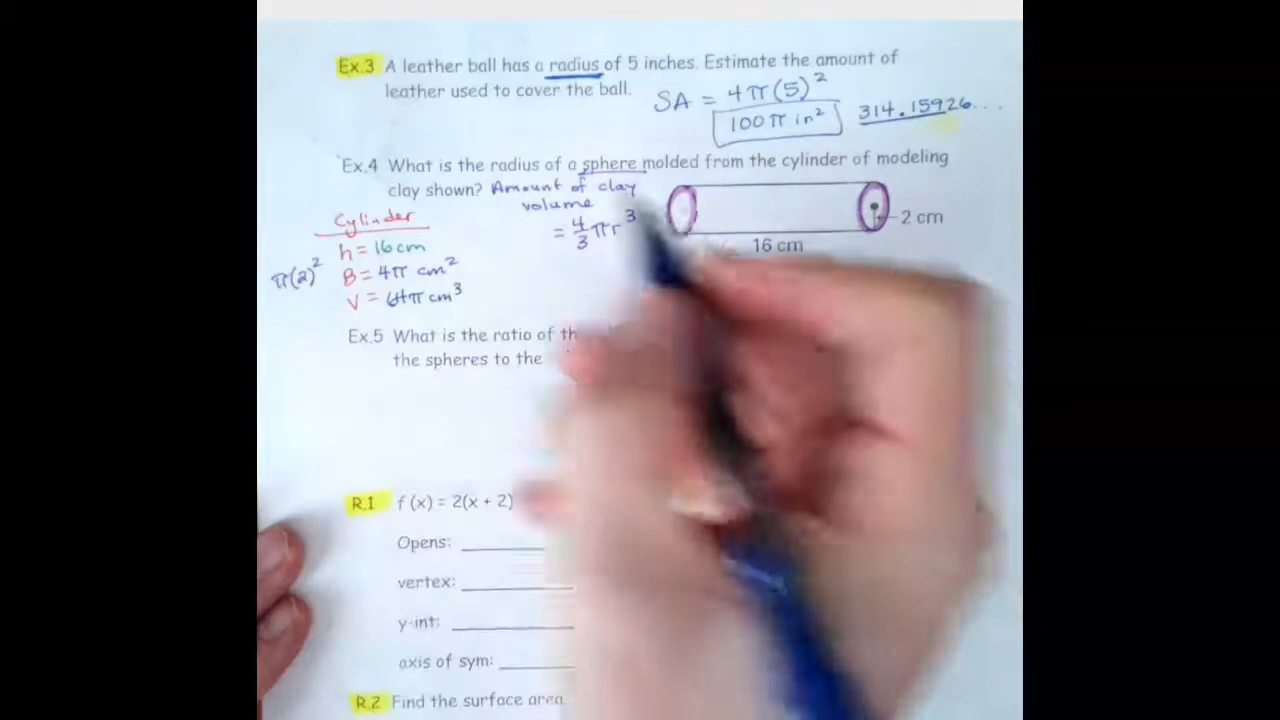 Ex.3 A leather ball has a radius of 5 inches. Estimate the amount of
leather used to cover the ball.
SA = 4π(5)²
100π in²
314.15926...
Ex.4 What is the radius of a sphere molded from the cylinder of modeling
clay shown? Amount of clay
volume
= 4/3 πr³
2 cm
16 cm
Cylinder
h = 16cm
π(2)² B = 4π cm²
V = 64π cm³
Ex.5 What is the ratio of
the spheres to the
R.1 f (x) = 2(x + 2)
Opens:
vertex:
y-int:
axis of sym:
R.2 Find the surface area